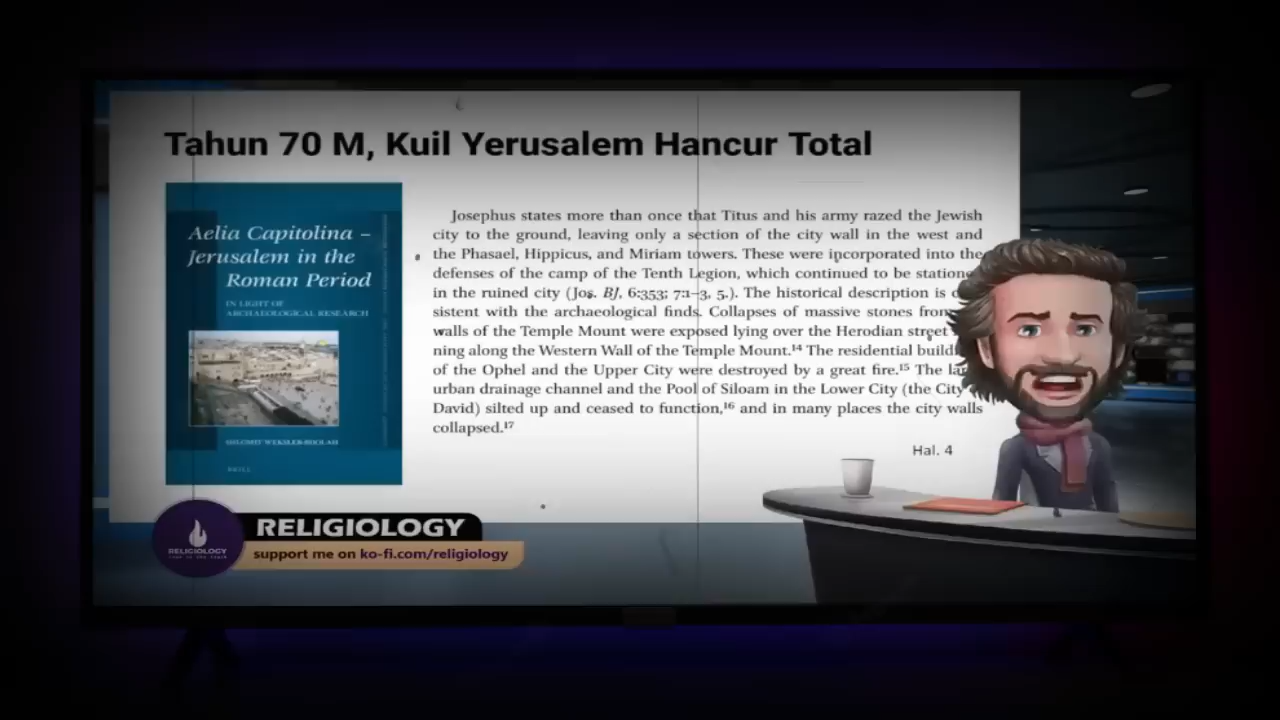 Tahun 70 M, Kuil Yerusalem Hancur Total
Aelia Capitolina –
Jerusalem in the
Roman Period
IN LIGHT OF
ARCHAEOLOGICAL RESEARCH
SHLOMIT WEKSLER-BDOLAH
BRILL
Josephus states more than once that Titus and his army razed the Jewish
city to the ground, leaving only a section of the city wall in the west and
the Phasael, Hippicus, and Miriam towers. These were incorporated into the
defenses of the camp of the Tenth Legion, which continued to be statione
in the ruined city (Jos. BJ, 6:353; 7:1–3, 5.). The historical description is
sistent with the archaeological finds. Collapses of massive stones from
walls of the Temple Mount were exposed lying over the Herodian street
ning along the Western Wall of the Temple Mount.¹⁴ The residential build
of the Ophel and the Upper City were destroyed by a great fire.¹⁵ The la
urban drainage channel and the Pool of Siloam in the Lower City (the City
David) silted up and ceased to function,¹⁶ and in many places the city walls
collapsed.¹⁷
Hal. 4
RELIGIOLOGY
RELIGIOLOGY
support me on ko-fi.com/religiology